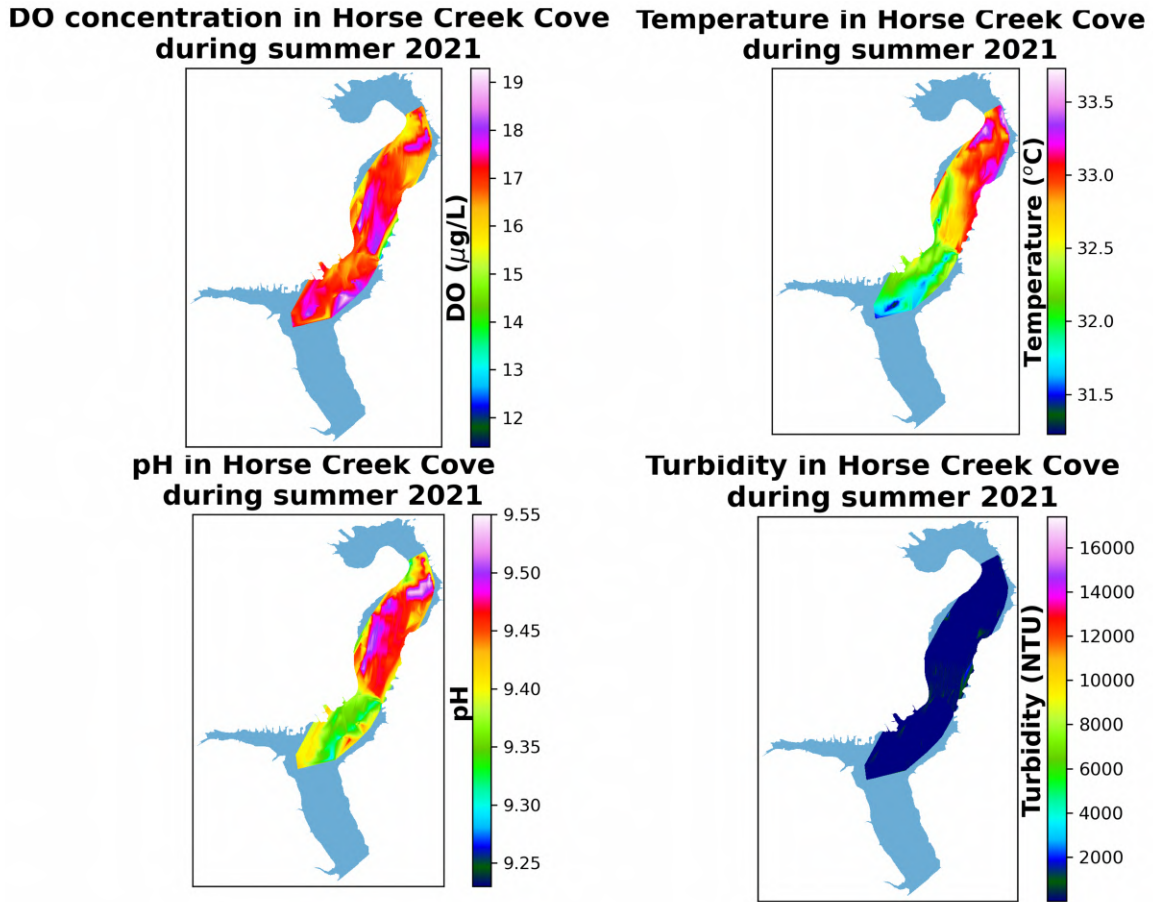 DO concentration in Horse Creek Cove
during summer 2021
19
18
17
16
15
14
13
12
DO (μg/L)
Temperature in Horse Creek Cove
during summer 2021
33.5
33.0
32.5
32.0
31.5
Temperature (°C)
pH in Horse Creek Cove
during summer 2021
9.55
9.50
9.45
9.40
9.35
9.30
9.25
pH
Turbidity in Horse Creek Cove
during summer 2021
16000
14000
12000
10000
8000
6000
4000
2000
Turbidity (NTU)